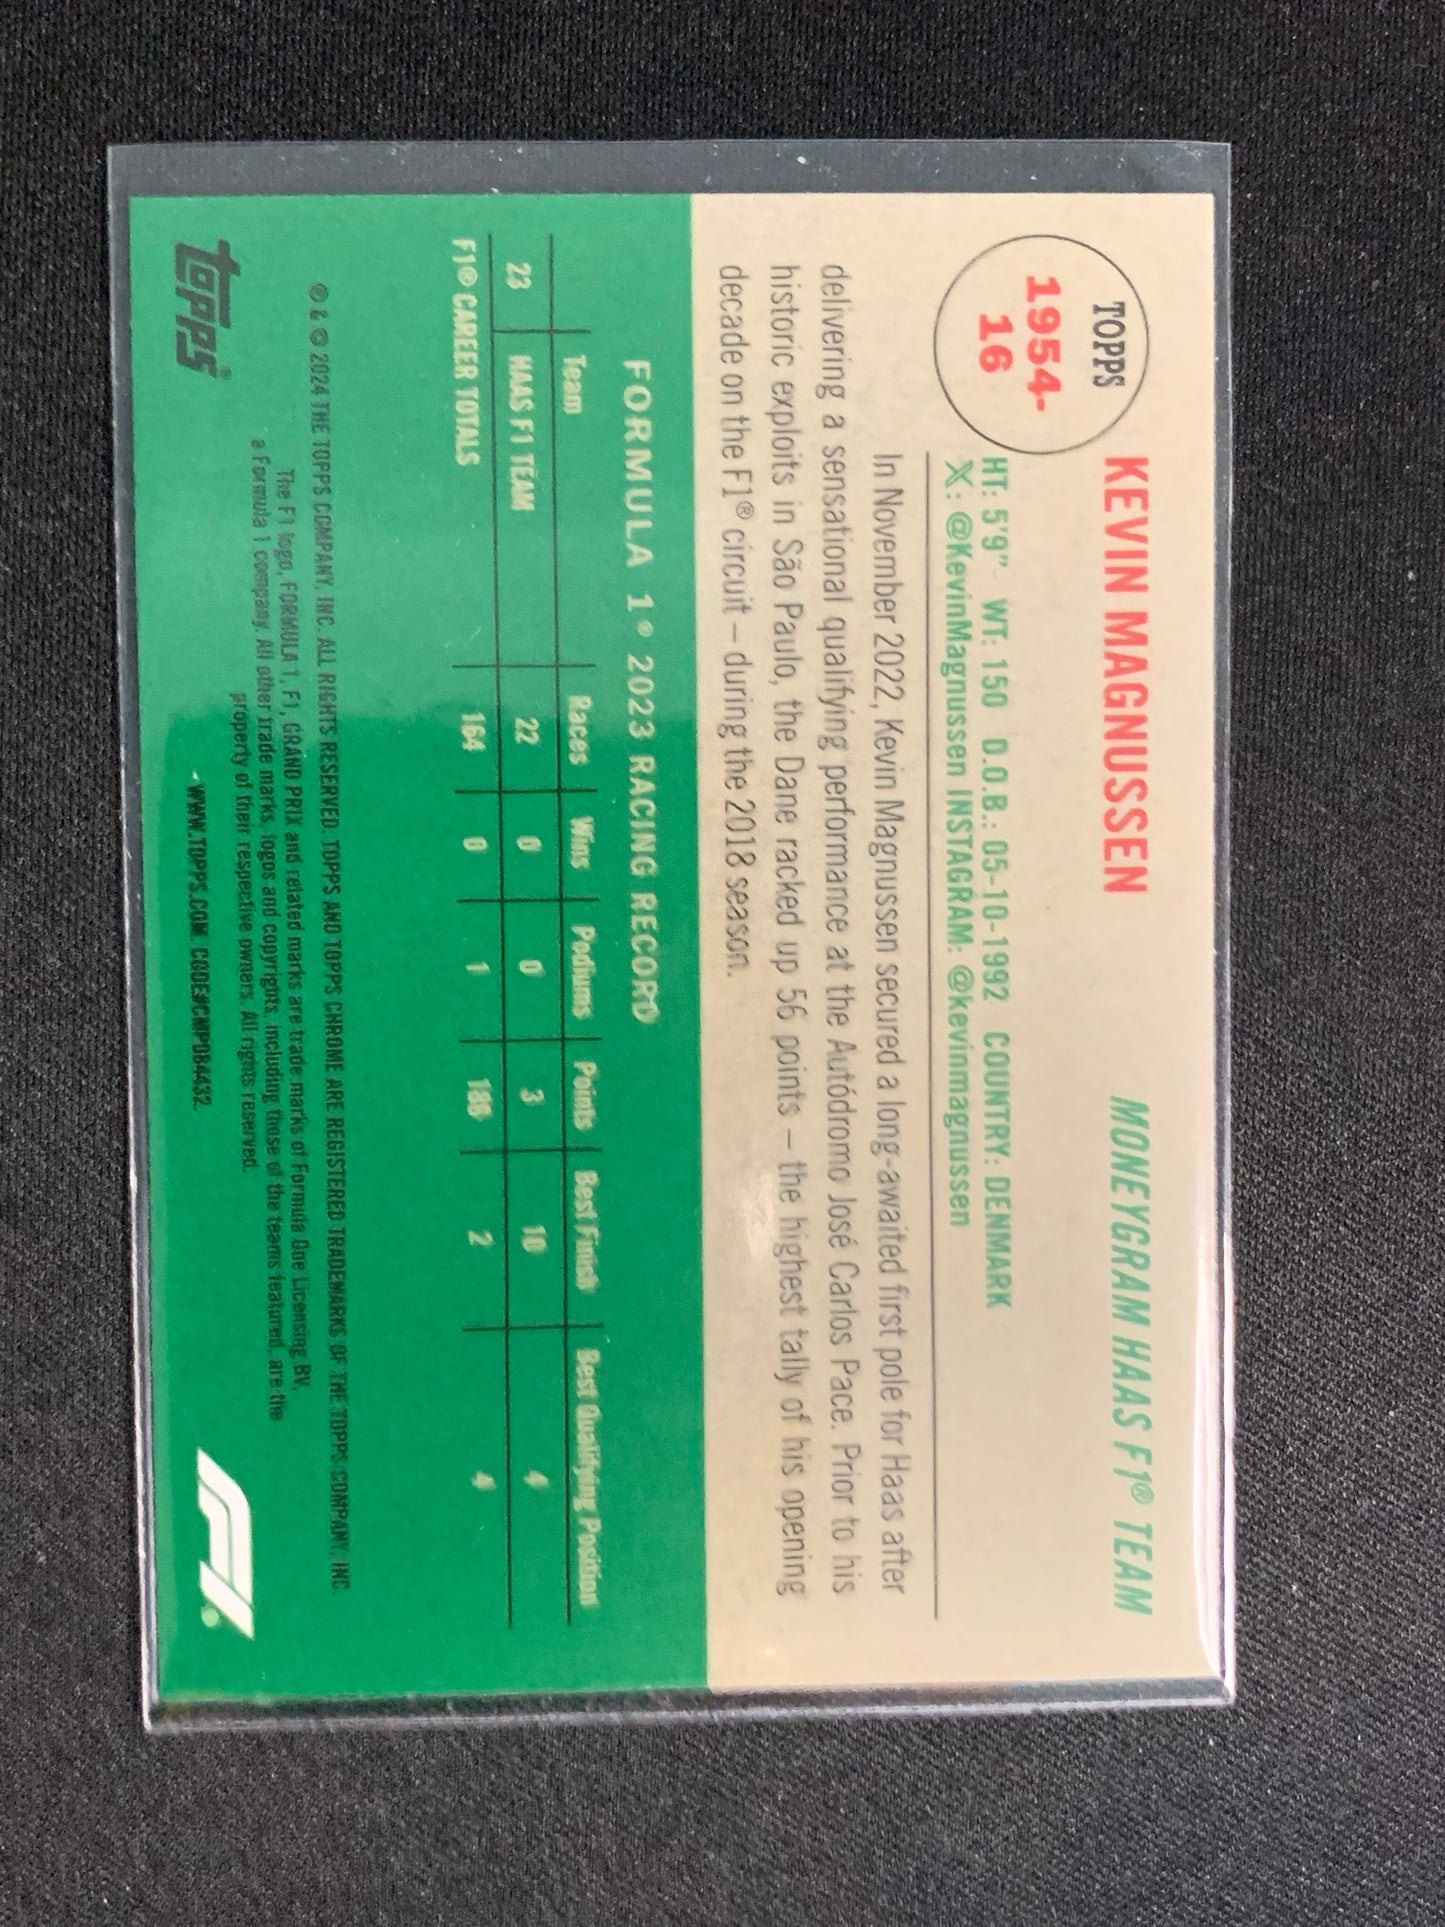 TOPPS
1954-
16
KEVIN MAGNUSSEN
MONEYGRAM HAAS F1® TEAM
HT: 5'9" WT: 150 D.O.B.: 05-10-1992 COUNTRY: DENMARK
X: @KevinMagnussen INSTAGRAM: @kevinmagnussen
In November 2022, Kevin Magnussen secured a long-awaited first pole for Haas after
delivering a sensational qualifying performance at the Autódromo José Carlos Pace. Prior to his
historic exploits in São Paulo, the Dane racked up 56 points – the highest tally of his opening
decade on the F1® circuit – during the 2018 season.
FORMULA 1® 2023 RACING RECORD
Team Races Wins Podiums Points Best Finish Best Qualifying Position
23 HAAS F1 TEAM 22 0 0 3 10 4
F1® CAREER TOTALS 164 0 1 186 2 4
® & © 2024 THE TOPPS COMPANY, INC. ALL RIGHTS RESERVED. TOPPS AND TOPPS CHROME ARE REGISTERED TRADEMARKS OF THE TOPPS COMPANY, INC.
The F1 logo, FORMULA 1, F1, GRAND PRIX and related marks are trade marks of Formula One Licensing BV,
a Formula 1 company. All other trade marks, logos and copyrights, including those of the teams featured, are the
property of their respective owners. All rights reserved.
WWW.TOPPS.COM. CODE#CMP084432
topps
F1®